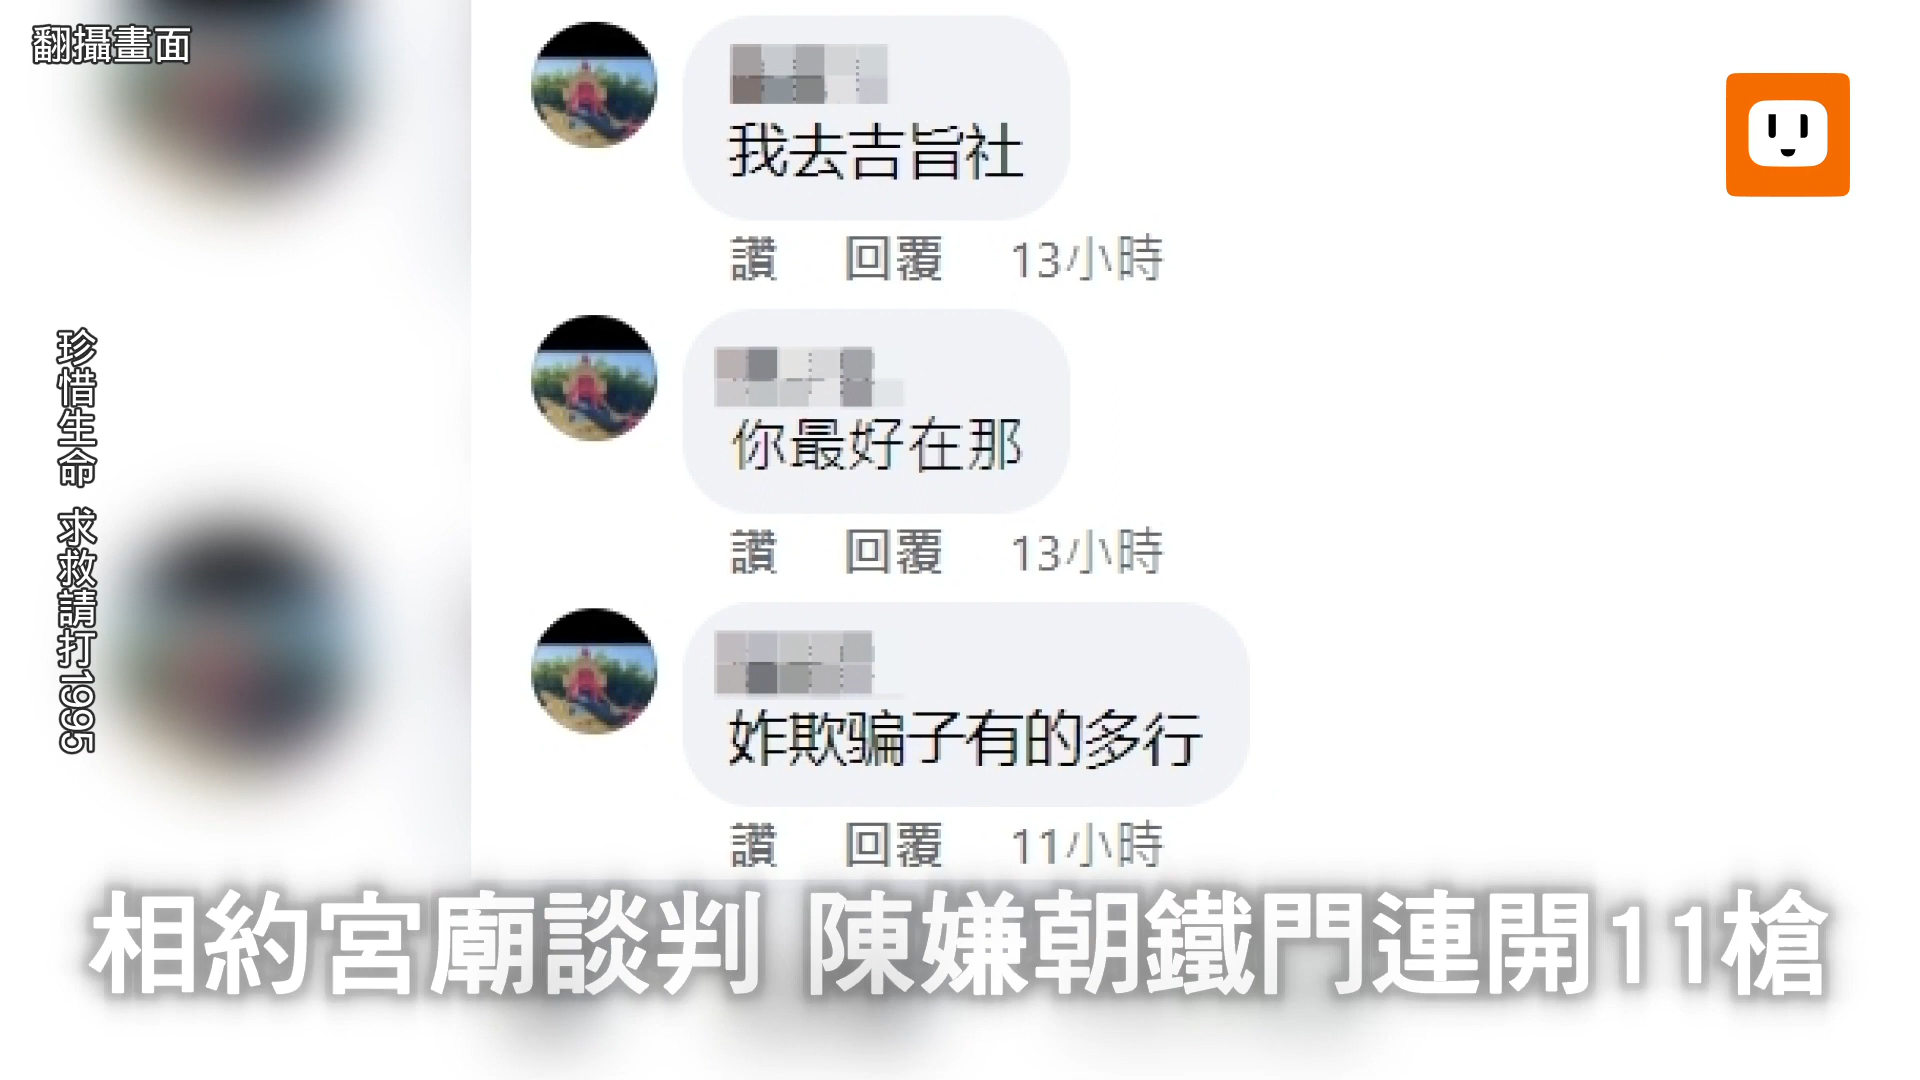 翻攝畫面
我去吉旨社
讚 回覆 13小時
你最好在那
讚 回覆 13小時
妰欺骗子有的多行
讚 回覆 11小時
珍惜生命 求救請打1995
相約宮廟談判 陳嫌朝鐵門連開11槍